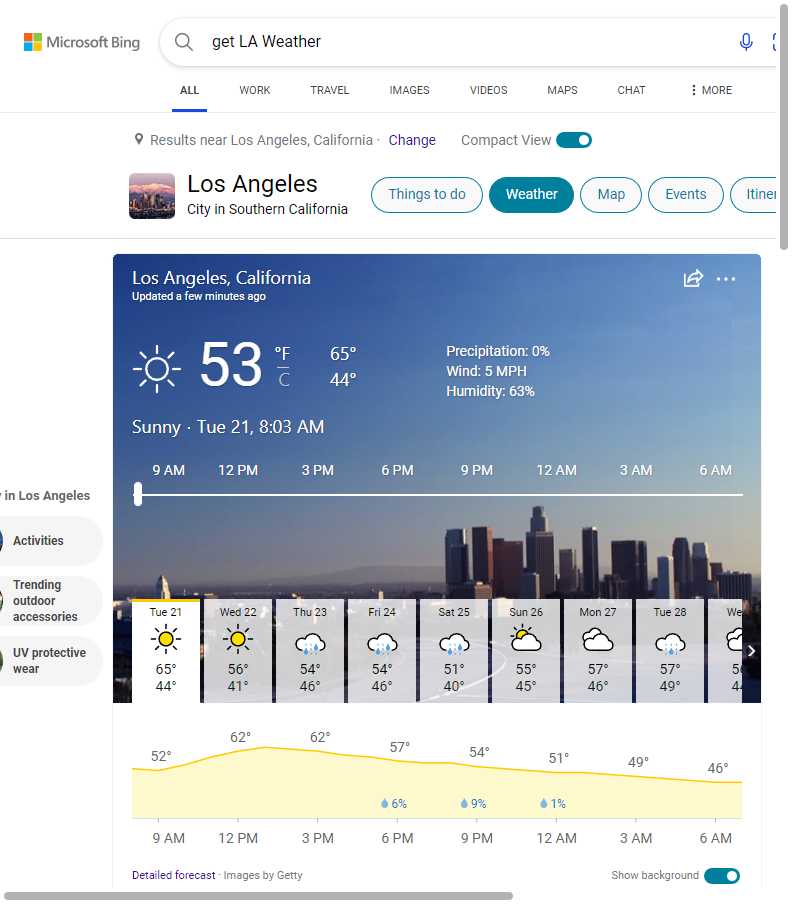 Microsoft Bing
get LA Weather
ALL WORK TRAVEL IMAGES VIDEOS MAPS CHAT MORE
Results near Los Angeles, California · Change Compact View
Los Angeles
City in Southern California
Things to do Weather Map Events Itiner
Los Angeles, California
Updated a few minutes ago
53 °F C 65° 44°
Precipitation: 0%
Wind: 5 MPH
Humidity: 63%
Sunny · Tue 21, 8:03 AM
9 AM 12 PM 3 PM 6 PM 9 PM 12 AM 3 AM 6 AM
y in Los Angeles
Activities
Trending
outdoor
accessories
UV protective
wear
Tue 21 Wed 22 Thu 23 Fri 24 Sat 25 Sun 26 Mon 27 Tue 28 We
65° 56° 54° 54° 51° 55° 57° 57° 5
44° 41° 46° 46° 40° 45° 46° 49° 4
52° 62° 62° 57° 54° 51° 49° 46°
6% 9% 1%
9 AM 12 PM 3 PM 6 PM 9 PM 12 AM 3 AM 6 AM
Detailed forecast · Images by Getty Show background